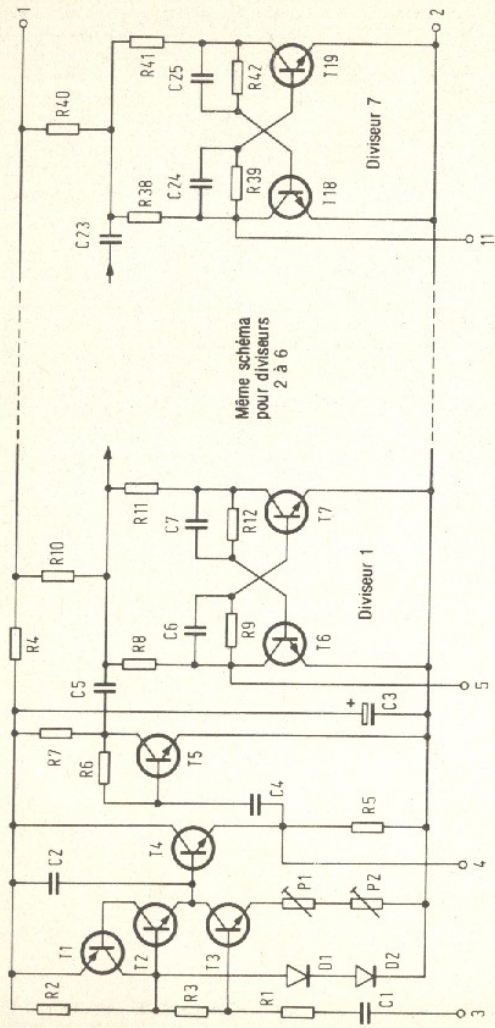 1
R40
R41
C25
R42
T19
C23
R38
C24
R39
T18
Diviseur 7
2
11
Même schéma
pour diviseurs
2 à 6
R4
R10
R11
C7
R12
T7
C5
R8
C6
R9
T6
Diviseur 1
5
R7
R6
T5
C4
+
C3
C2
T4
R5
4
T1
T2
T3
P1
P2
R2
R3
R1
D1
D2
C1
3